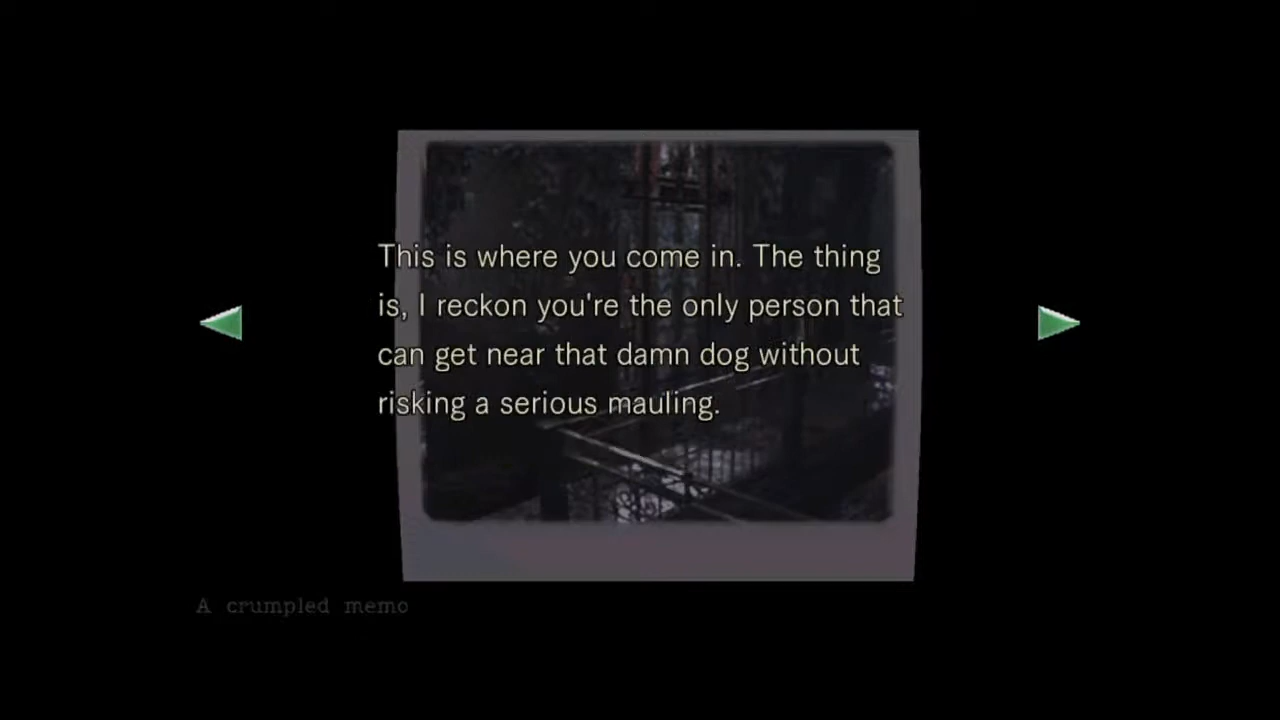 This is where you come in. The thing
is, I reckon you're the only person that
can get near that damn dog without
risking a serious mauling.
A crumpled memo